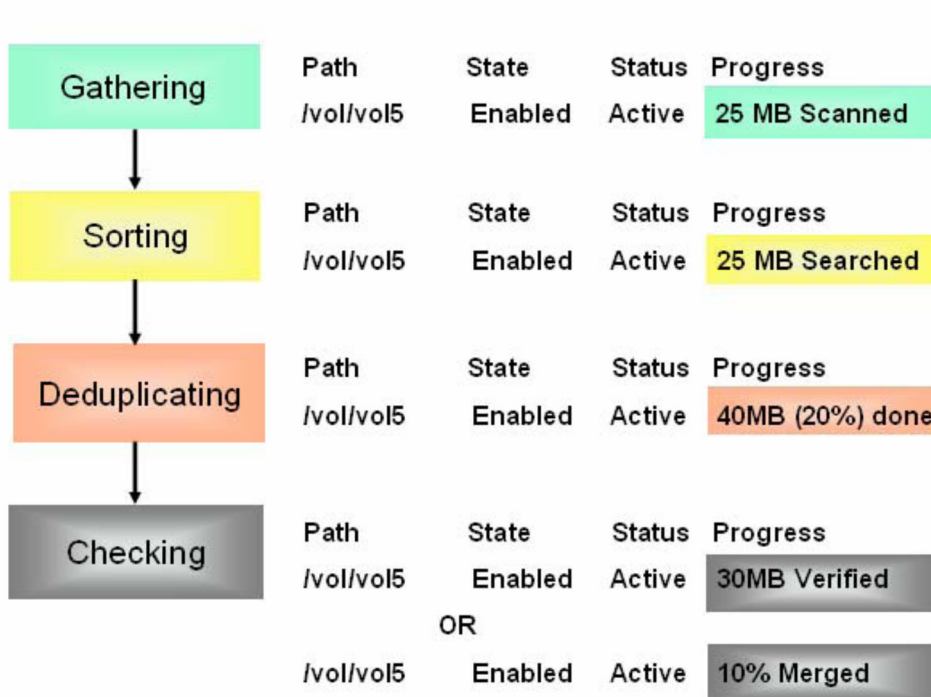 Gathering
Path State Status Progress
/vol/vol5 Enabled Active 25 MB Scanned
Sorting
Path State Status Progress
/vol/vol5 Enabled Active 25 MB Searched
Deduplicating
Path State Status Progress
/vol/vol5 Enabled Active 40MB (20%) done
Checking
Path State Status Progress
/vol/vol5 Enabled Active 30MB Verified
OR
/vol/vol5 Enabled Active 10% Merged